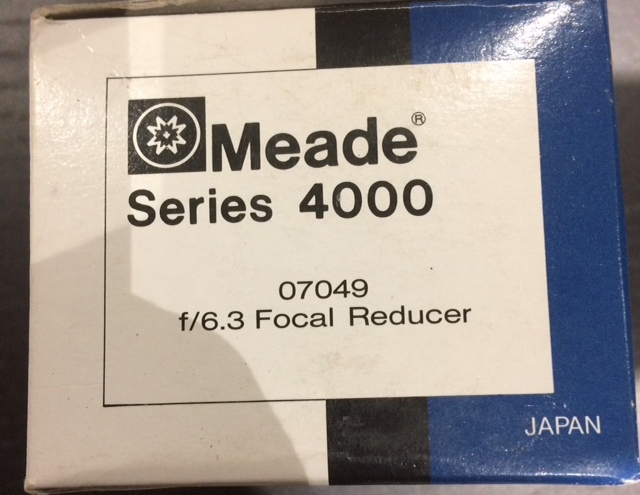 Meade®
Series 4000
07049
f/6.3 Focal Reducer
JAPAN